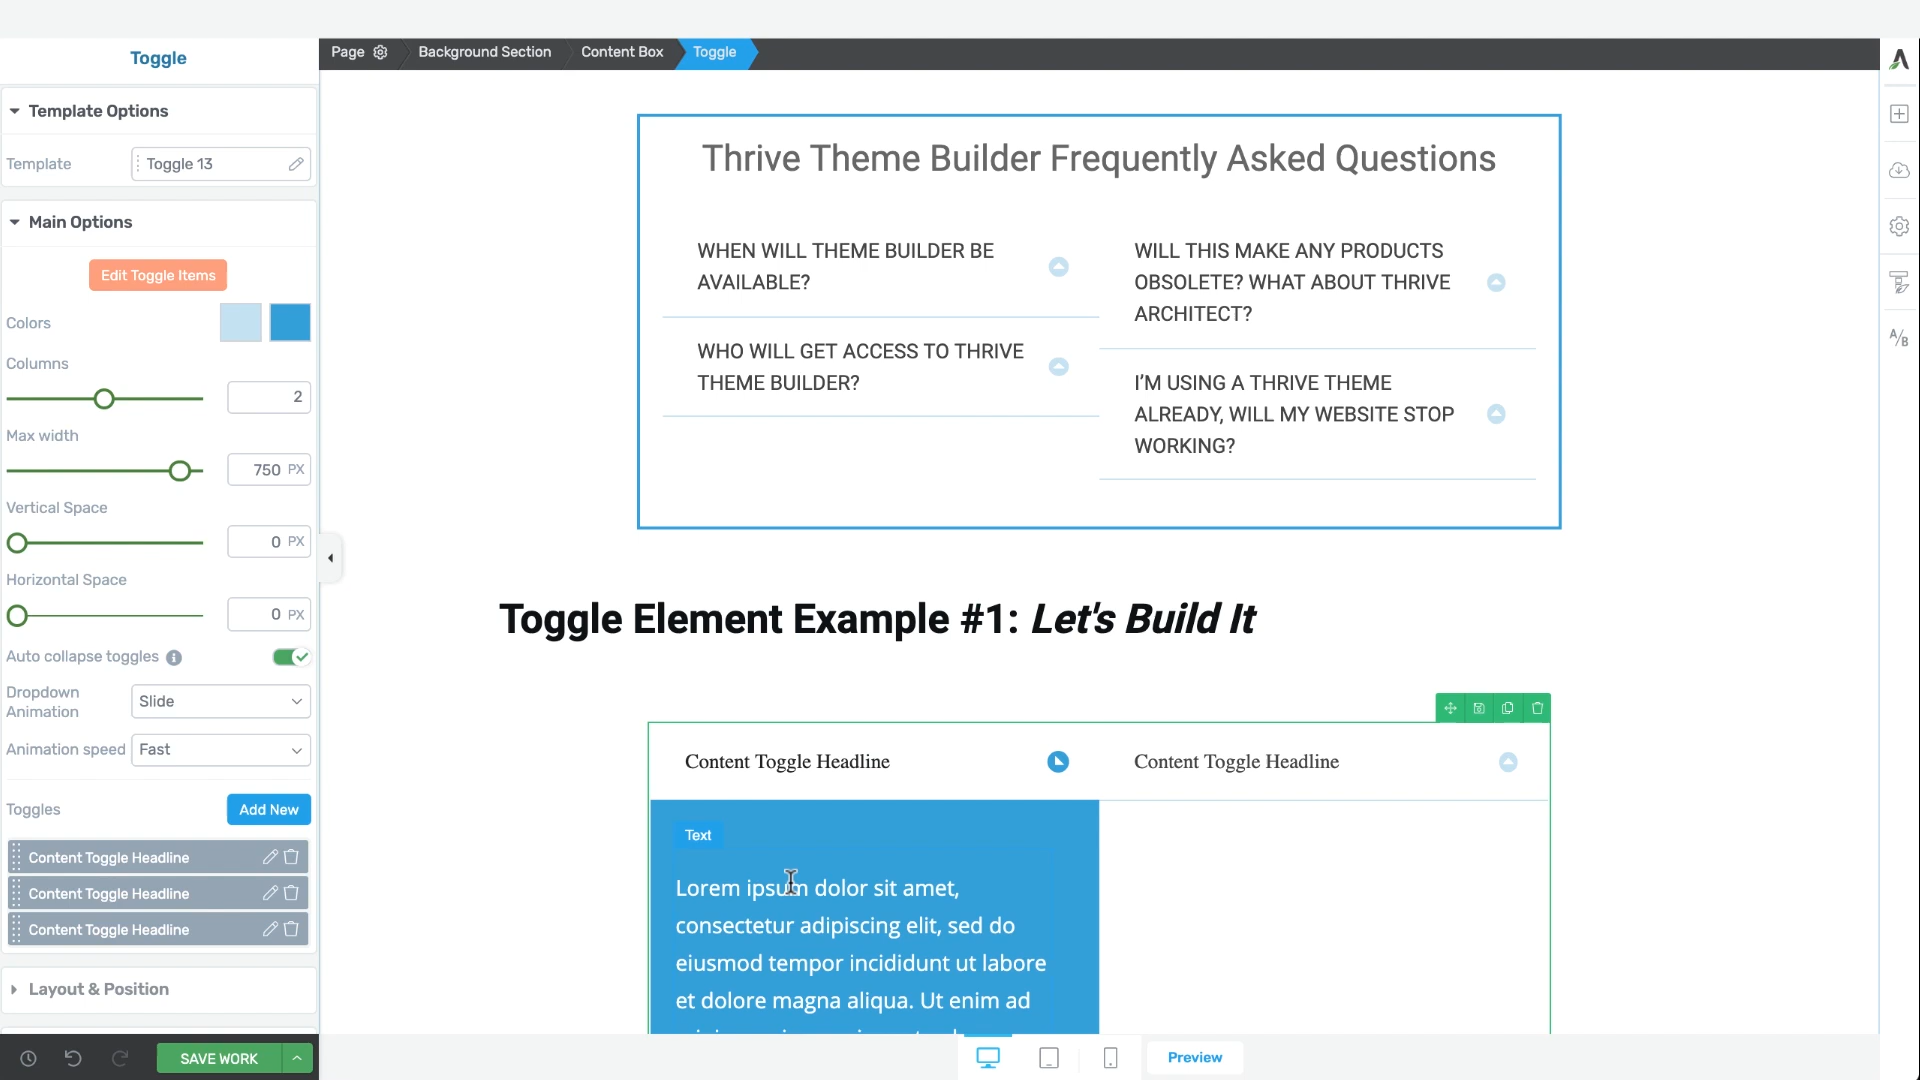 Toggle
Page
Background Section
Content Box
Toggle
Template Options
Template
Toggle 13
Main Options
Edit Toggle Items
Colors
Columns
2
Max width
750 PX
Vertical Space
0 PX
Horizontal Space
0 PX
Auto collapse toggles
Dropdown
Animation
Slide
Animation speed
Fast
Toggles
Add New
Content Toggle Headline
Content Toggle Headline
Content Toggle Headline
Layout & Position
SAVE WORK
Thrive Theme Builder Frequently Asked Questions
WHEN WILL THEME BUILDER BE
AVAILABLE?
WHO WILL GET ACCESS TO THRIVE
THEME BUILDER?
WILL THIS MAKE ANY PRODUCTS
OBSOLETE? WHAT ABOUT THRIVE
ARCHITECT?
I'M USING A THRIVE THEME
ALREADY, WILL MY WEBSITE STOP
WORKING?
Toggle Element Example #1: Let's Build It
Content Toggle Headline
Content Toggle Headline
Text
Lorem ipsum dolor sit amet,
consectetur adipiscing elit, sed do
eiusmod tempor incididunt ut labore
et dolore magna aliqua. Ut enim ad
Preview
A/B